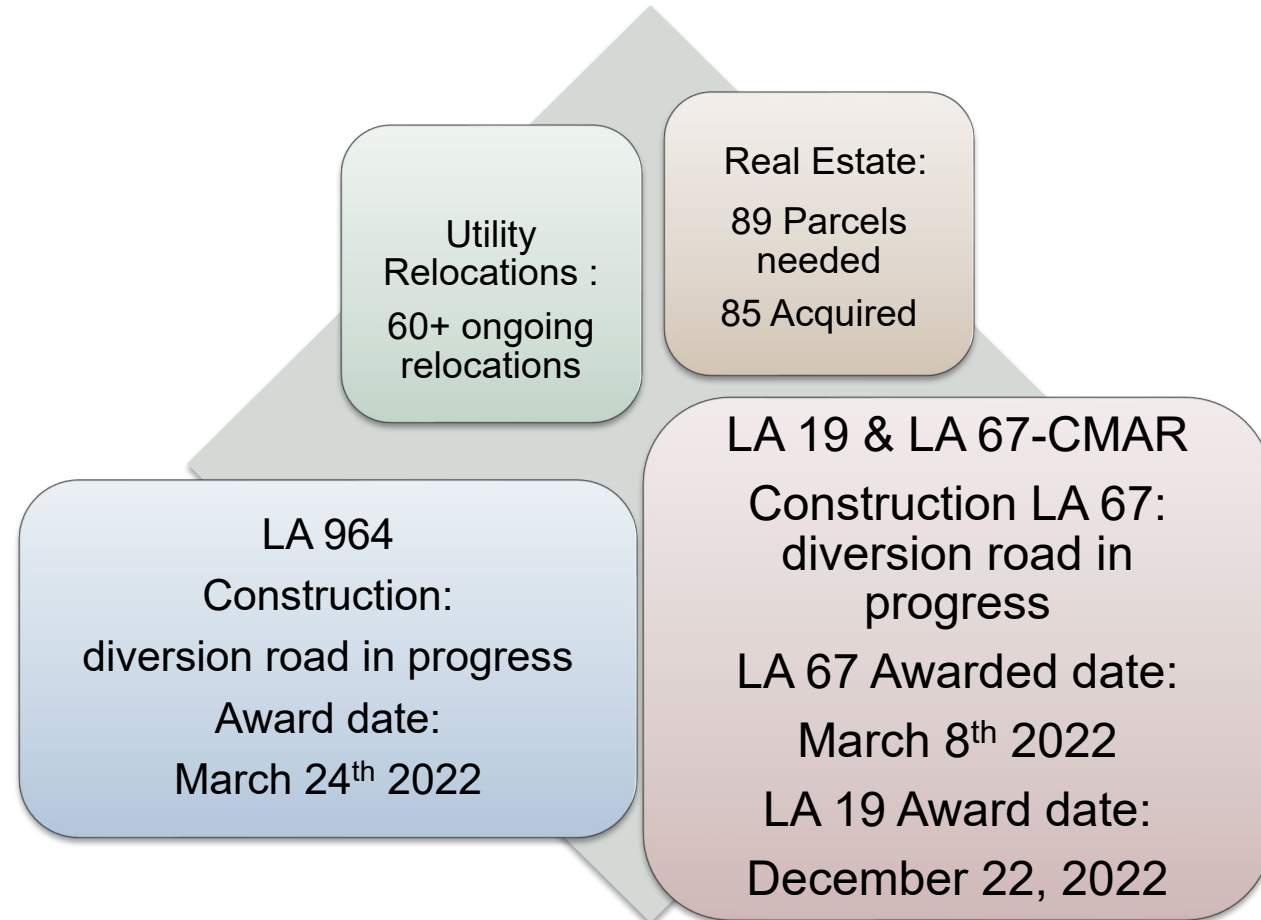 Utility
Relocations :
60+ ongoing
relocations
Real Estate:
89 Parcels
needed
85 Acquired
LA 964
Construction:
diversion road in progress
Award date:
March 24th 2022
LA 19 & LA 67-CMAR
Construction LA 67:
diversion road in
progress
LA 67 Awarded date:
March 8th 2022
LA 19 Award date:
December 22, 2022